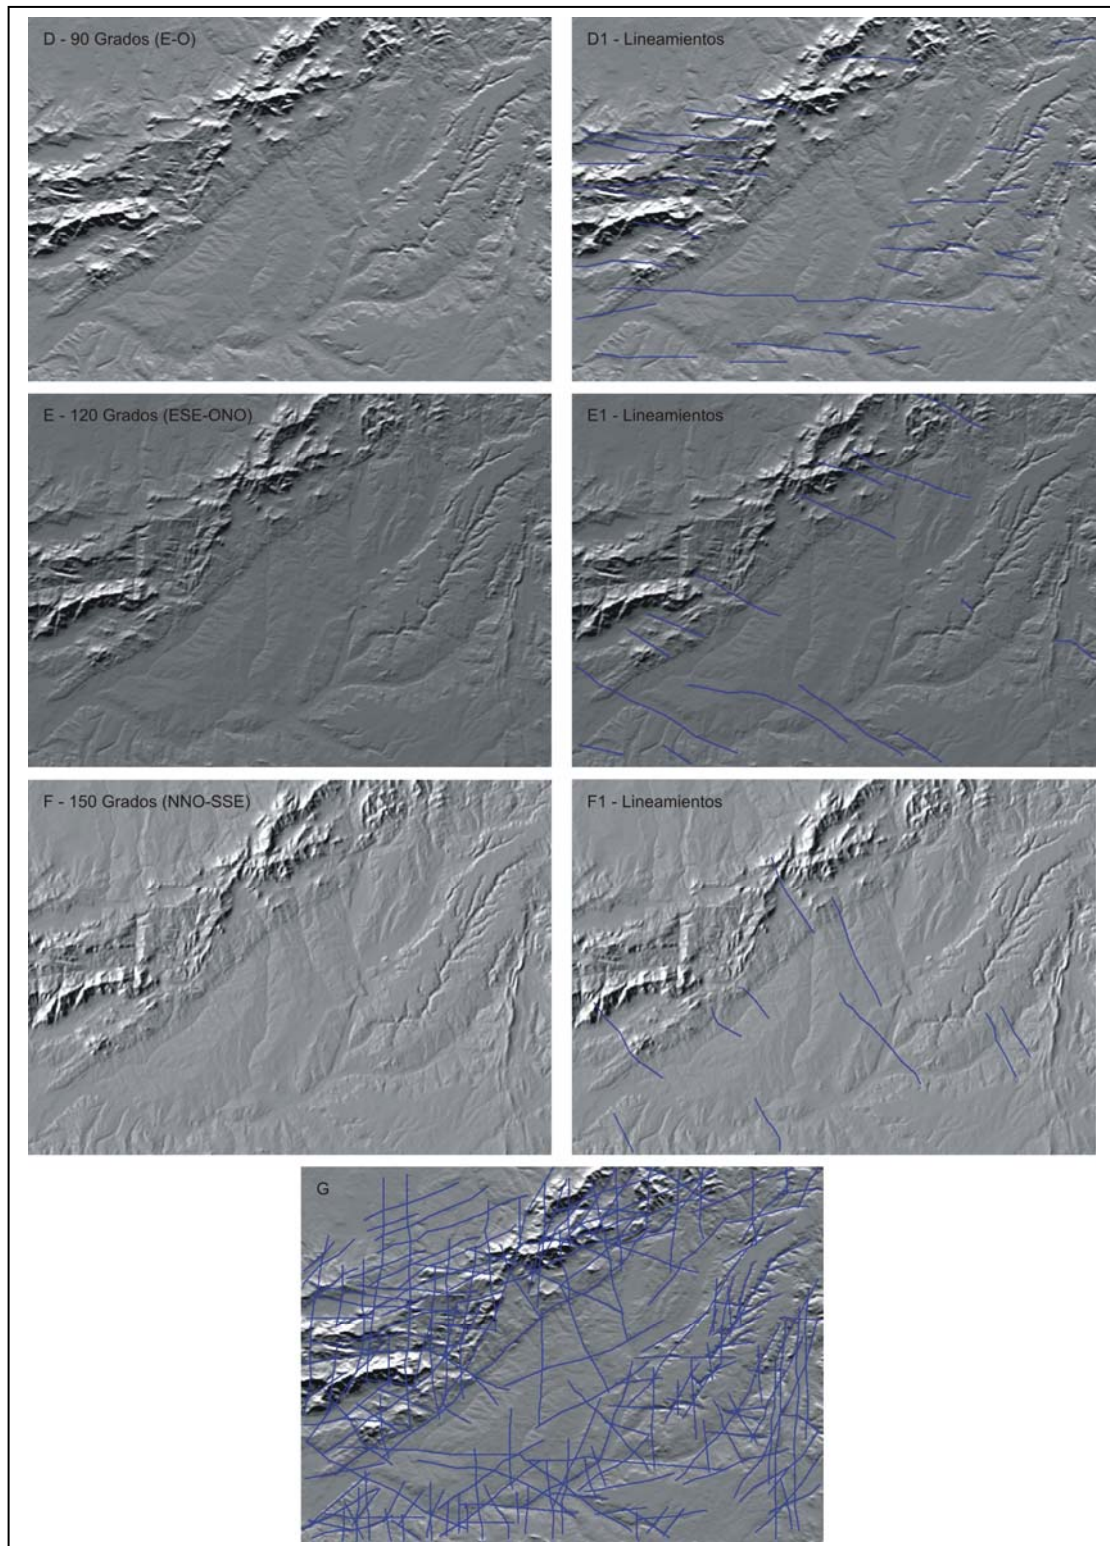 D - 90 Grados (E-O)
D1 - Lineamientos
E - 120 Grados (ESE-ONO)
E1 - Lineamientos
F - 150 Grados (NNO-SSE)
F1 - Lineamientos
G